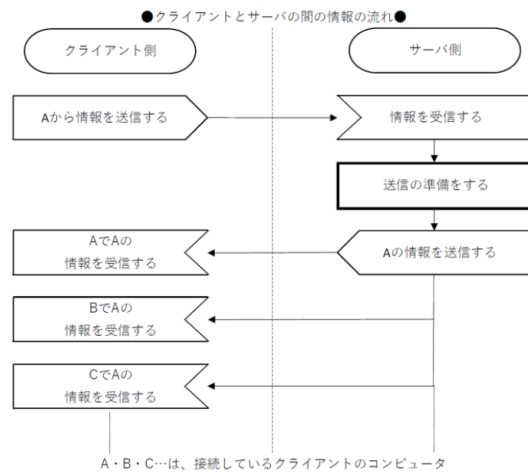 ●クライアントとサーバの間の情報の流れ●
クライアント側
サーバ側
Aから情報を送信する
情報を受信する
送信の準備をする
AでAの
情報を受信する
Aの情報を送信する
BでAの
情報を受信する
CでAの
情報を受信する
A・B・C…は、接続しているクライアントのコンピュータ